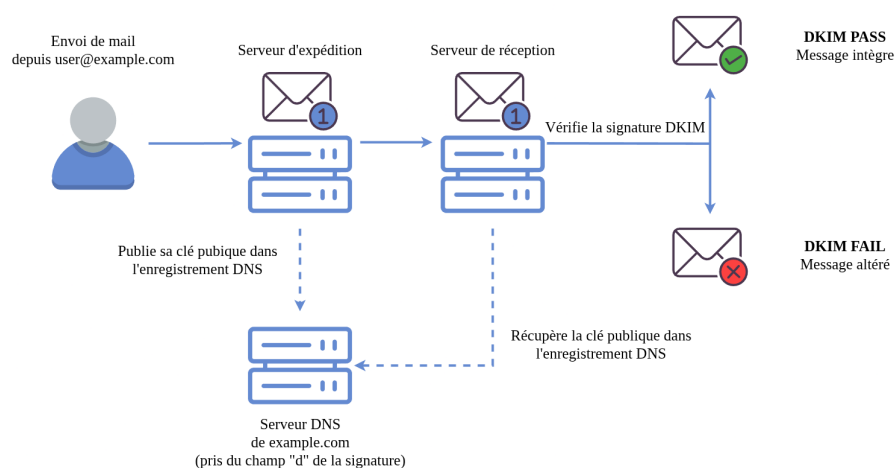 Envoi de mail
depuis user@example.com
Serveur d'expédition
Serveur de réception
DKIM PASS
Message intègre
1
1
Vérifie la signature DKIM
Publie sa clé pubique dans
l'enregistrement DNS
DKIM FAIL
Message altéré
Récupère la clé publique dans
l'enregistrement DNS
Serveur DNS
de example.com
(pris du champ "d" de la signature)